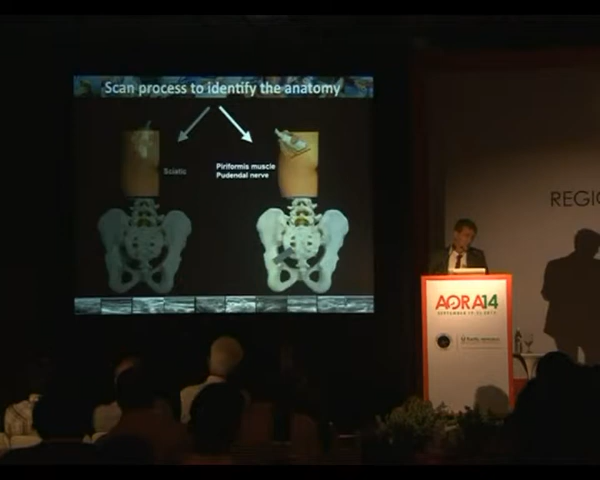 Scan process to identify the anatomy
Sciatic
Piriformis muscle
Pudendal nerve
REGIO
AORA14